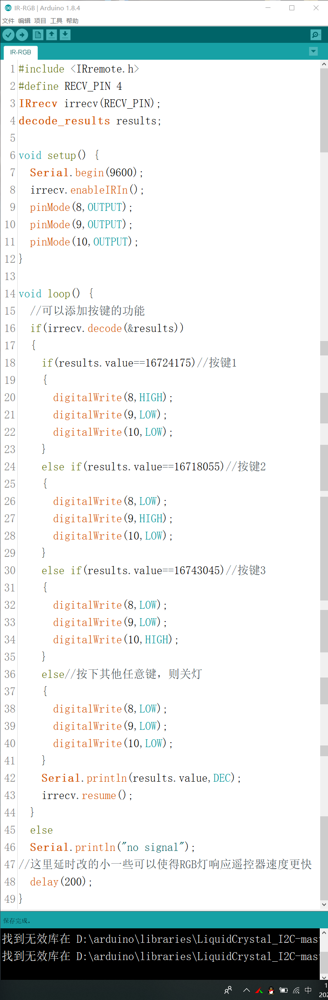 IR-RGB | Arduino 1.8.4
文件 编辑 项目 工具 帮助
IR-RGB
1 #include <IRremote.h>
2 #define RECV_PIN 4
3 IRrecv irrecv(RECV_PIN);
4 decode_results results;
5
6 void setup() {
7   Serial.begin(9600);
8   irrecv.enableIRIn();
9   pinMode(8,OUTPUT);
10   pinMode(9,OUTPUT);
11   pinMode(10,OUTPUT);
12 }
13
14 void loop() {
15   //可以添加按键的功能
16   if(irrecv.decode(&results))
17   {
18     if(results.value==16724175)//按键1
19     {
20       digitalWrite(8,HIGH);
21       digitalWrite(9,LOW);
22       digitalWrite(10,LOW);
23     }
24     else if(results.value==16718055)//按键2
25     {
26       digitalWrite(8,LOW);
27       digitalWrite(9,HIGH);
28       digitalWrite(10,LOW);
29     }
30     else if(results.value==16743045)//按键3
31     {
32       digitalWrite(8,LOW);
33       digitalWrite(9,LOW);
34       digitalWrite(10,HIGH);
35     }
36     else//按下其他任意键，则关灯
37     {
38       digitalWrite(8,LOW);
39       digitalWrite(9,LOW);
40       digitalWrite(10,LOW);
41     }
42     Serial.println(results.value,DEC);
43     irrecv.resume();
44   }
45   else
46   Serial.println("no signal");
47 //这里延时改的小一些可以使得RGB灯响应遥控器速度更快
48   delay(200);
49 }
保存完成。
找到无效库在 D:\arduino\libraries\LiquidCrystal_I2C-mas
找到无效库在 D:\arduino\libraries\LiquidCrystal_I2C-mas
中
1
202